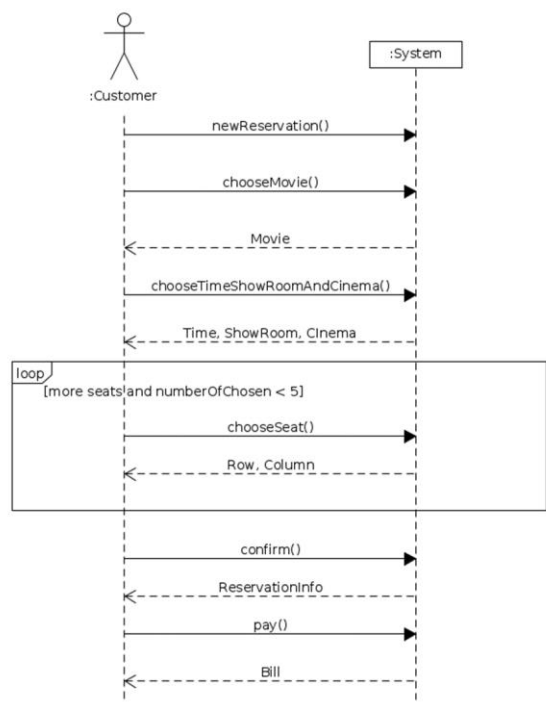 :System
:Customer
newReservation()
chooseMovie()
Movie
chooseTimeShowRoomAndCinema()
Time, ShowRoom, CInema
loop
[more seats and numberOfChosen < 5]
chooseSeat()
Row, Column
confirm()
ReservationInfo
pay()
Bill